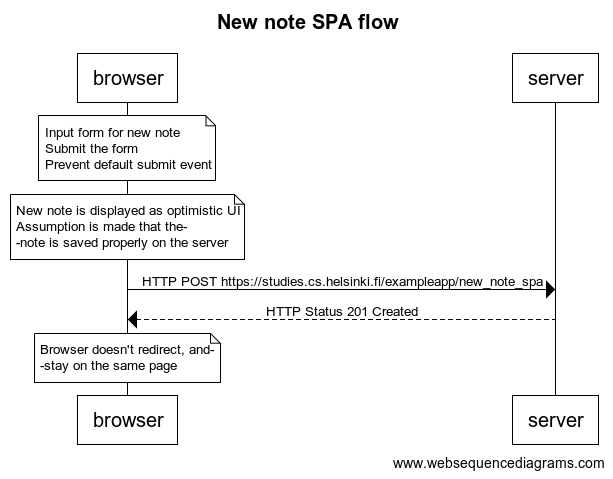 New note SPA flow
browser
server
Input form for new note
Submit the form
Prevent default submit event
New note is displayed as optimistic UI
Assumption is made that the-
-note is saved properly on the server
HTTP POST https://studies.cs.helsinki.fi/exampleapp/new_note_spa
HTTP Status 201 Created
Browser doesn't redirect, and-
-stay on the same page
browser
server
www.websequencediagrams.com